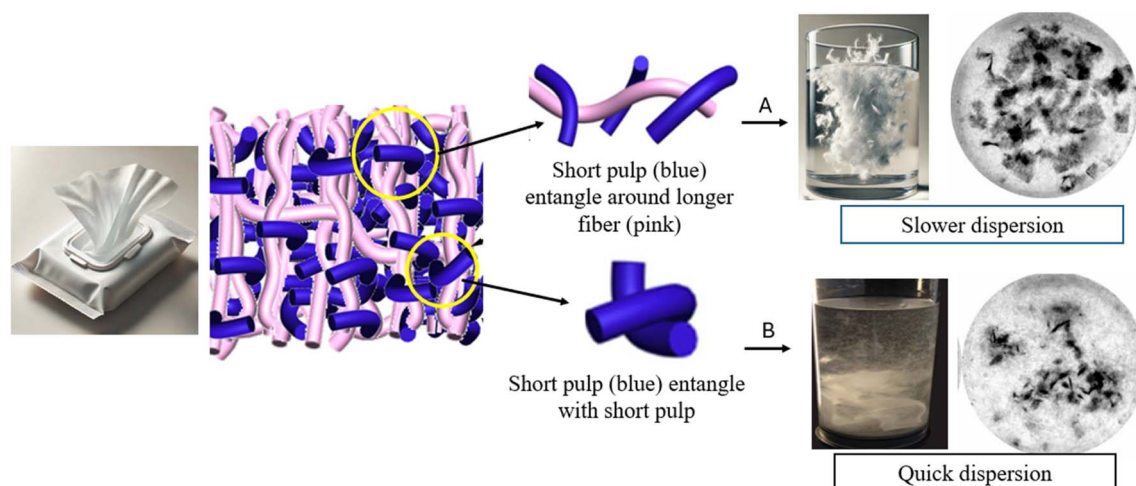 A
Short pulp (blue)
entangle around longer
fiber (pink)
Slower dispersion
B
Short pulp (blue) entangle
with short pulp
Quick dispersion